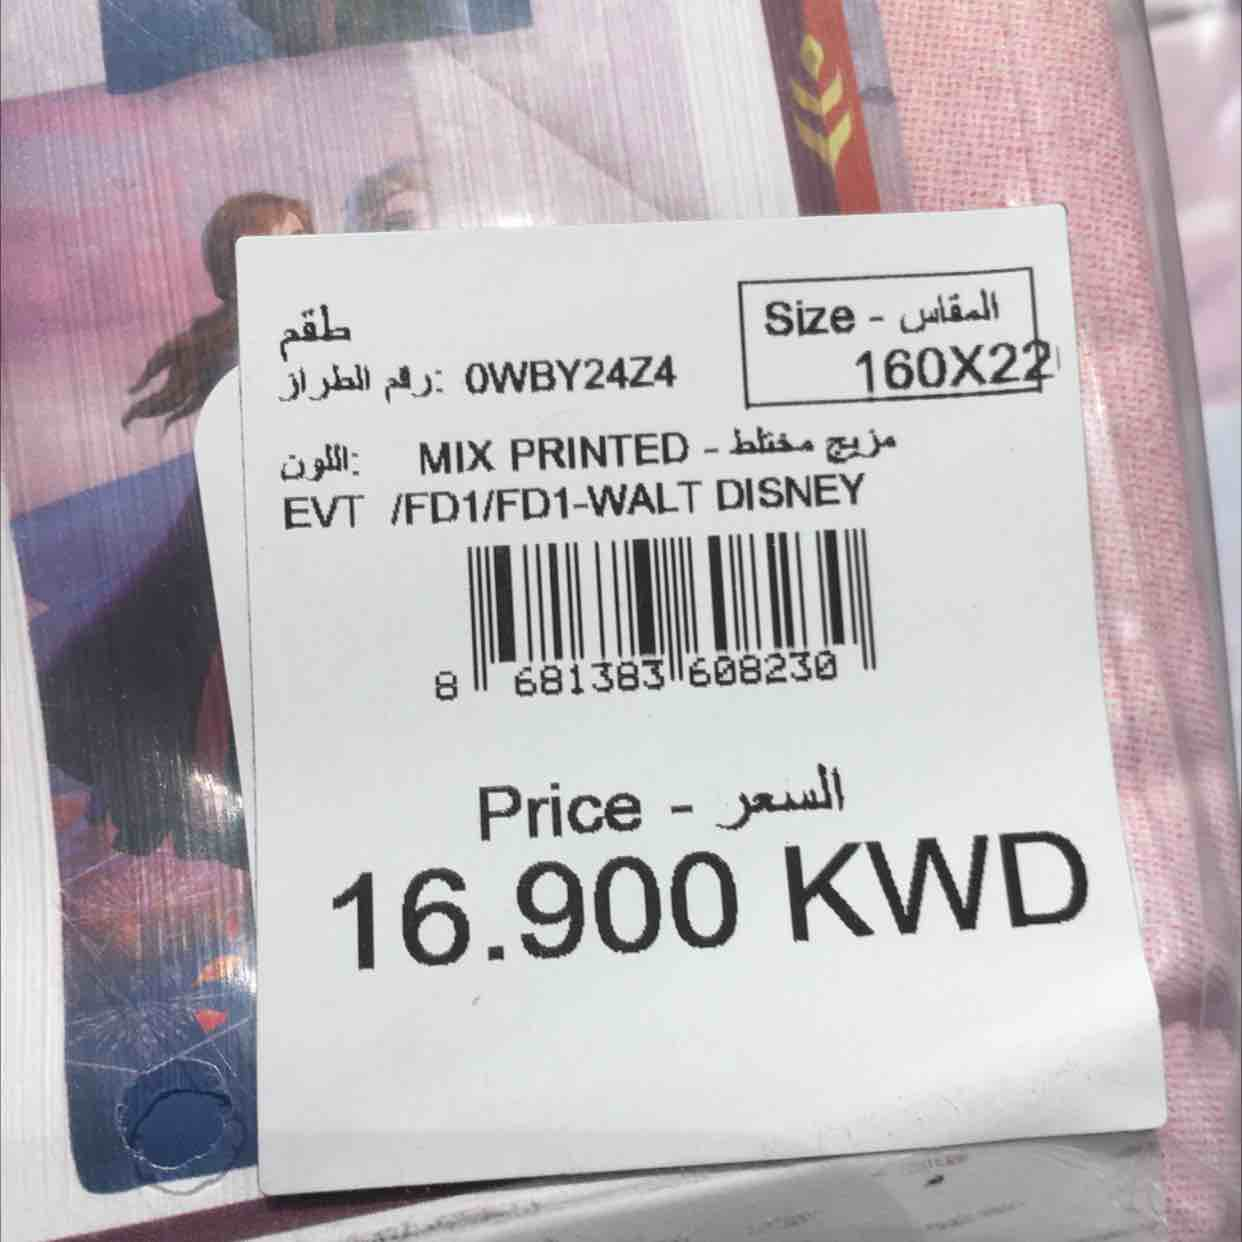 طقم
رقم الطراز: 0WBY24Z4
Size - المقاس
160X22
اللون: MIX PRINTED - مزيج مختلط
EVT /FD1/FD1-WALT DISNEY
8 681383 608230
Price - السعر
16.900 KWD